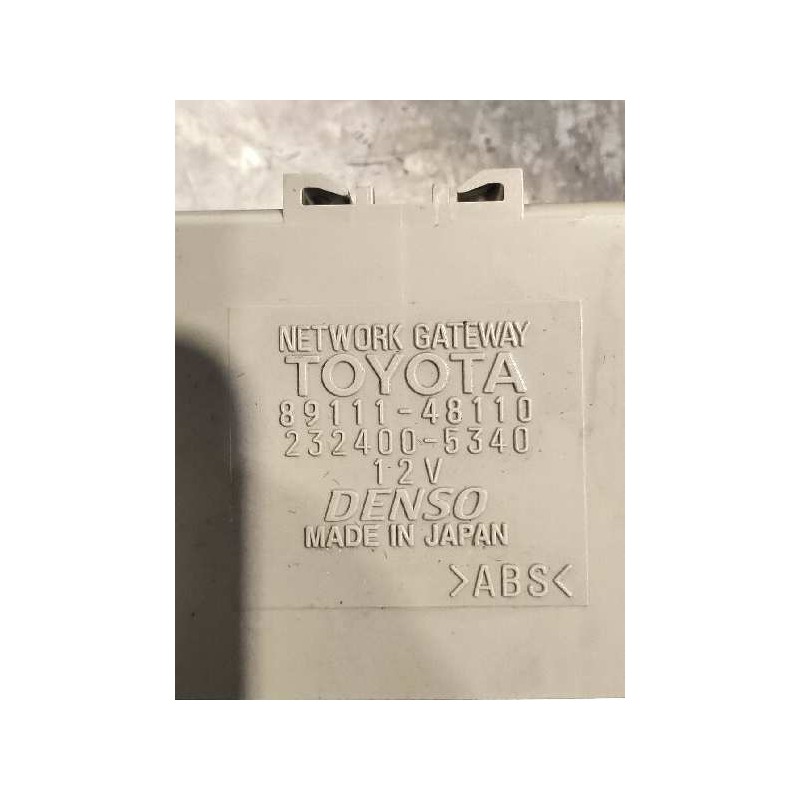 NETWORK GATEWAY
TOYOTA
89111-48110
232400-5340
12V
DENSO
MADE IN JAPAN
>ABS<